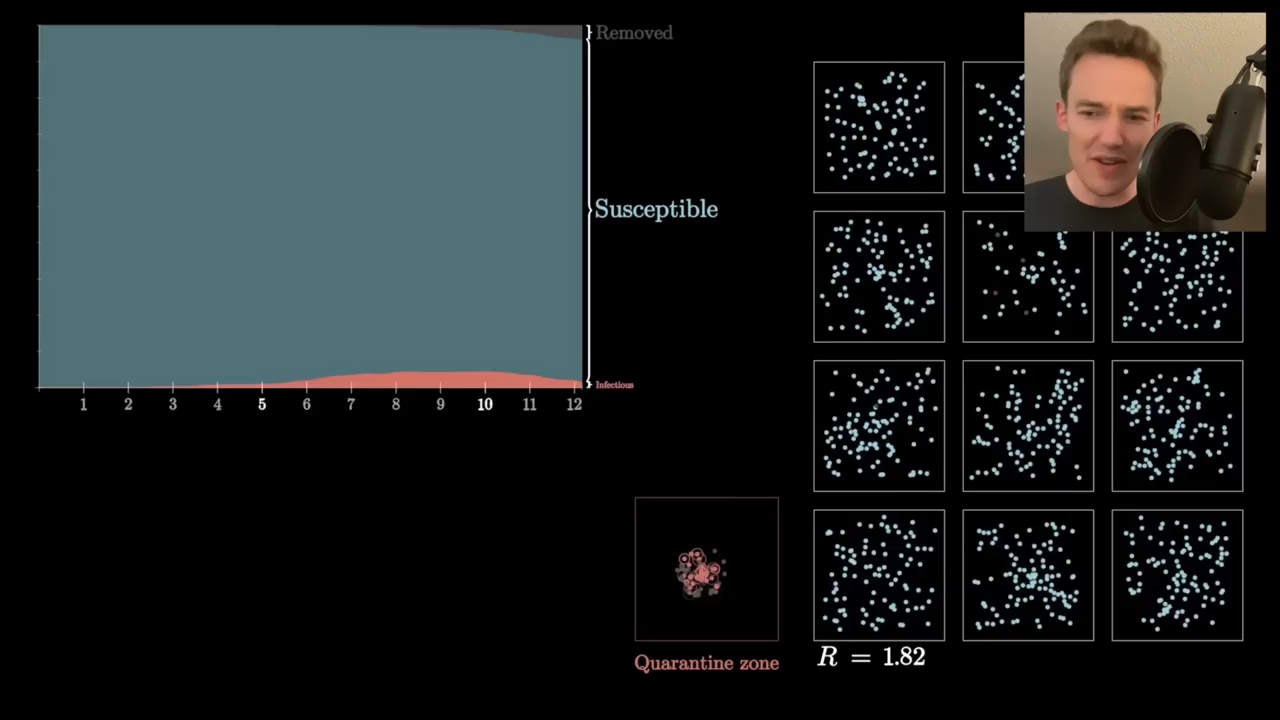 Removed
Susceptible
Infectious
1 2 3 4 5 6 7 8 9 10 11 12
Quarantine zone
R = 1.82